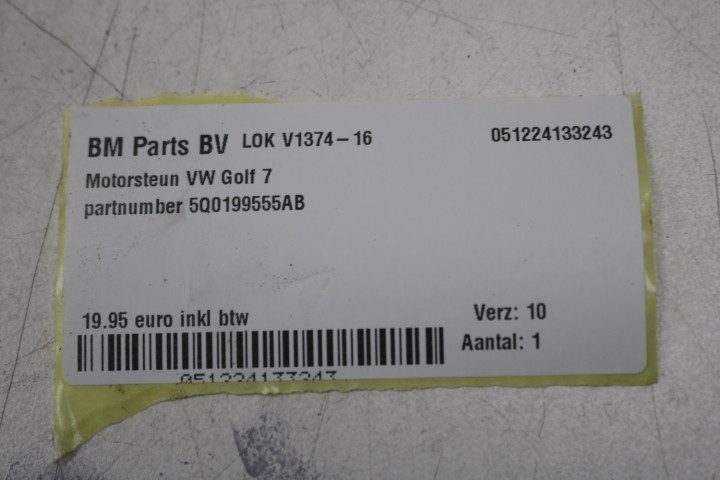 BM Parts BV LOK V1374-16 051224133243
Motorsteun VW Golf 7
partnumber 5Q0199555AB
19.95 euro inkl btw Verz: 10
Aantal: 1
051224133243